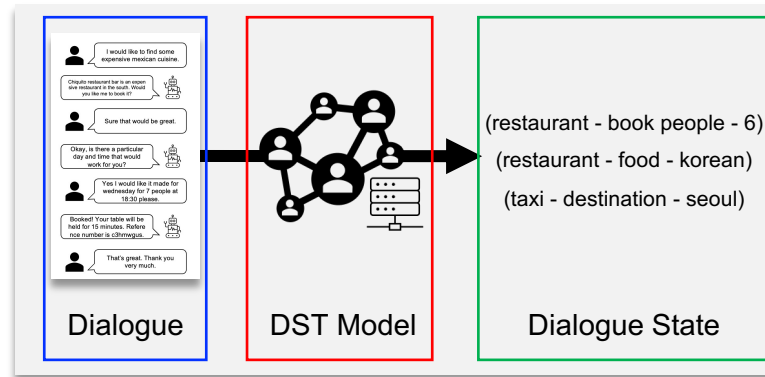 I would like to find some
expensive mexican cuisine.
Chiquito restaurant bar is an expen
sive restaurant in the south. Would
you like me to book it?
Sure that would be great.
Okay, is there a particular
day and time that would
work for you?
Yes I would like it made for
wednesday for 7 people at
18:30 please.
Booked! Your table will be
held for 15 minutes. Refere
nce number is c3hmwgus.
That's great. Thank you
very much.
Dialogue
DST Model
(restaurant - book people - 6)
(restaurant - food - korean)
(taxi - destination - seoul)
Dialogue State